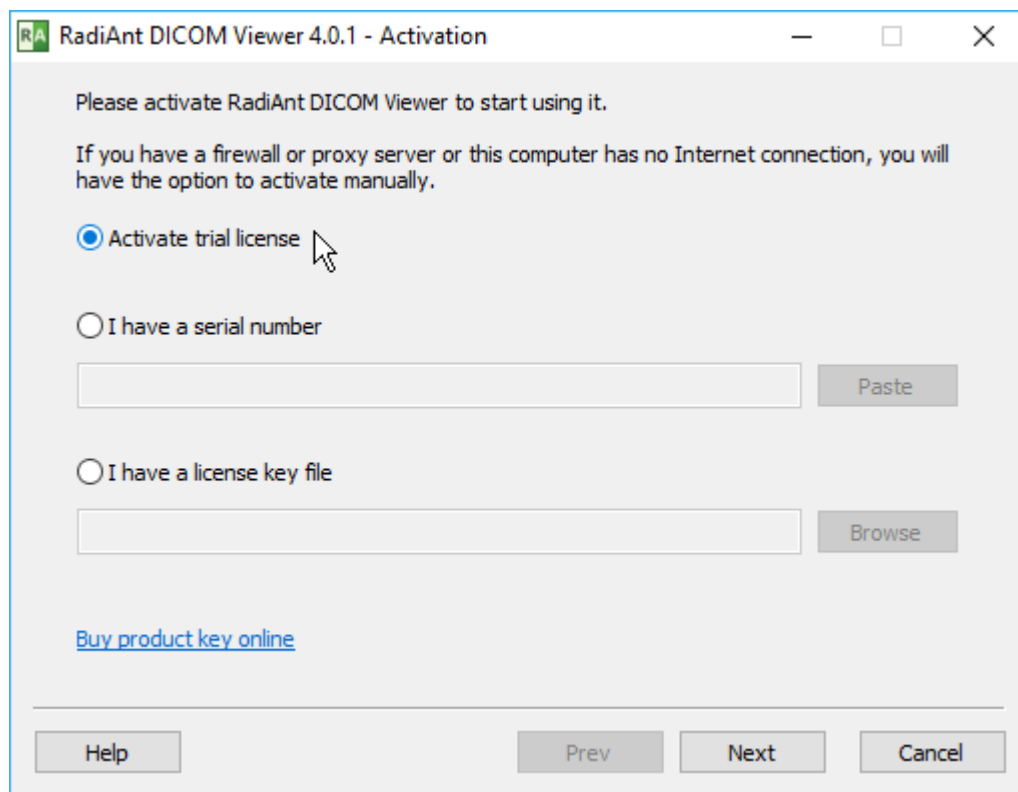 RA RadiAnt DICOM Viewer 4.0.1 - Activation
Please activate RadiAnt DICOM Viewer to start using it.
If you have a firewall or proxy server or this computer has no Internet connection, you will
have the option to activate manually.
Activate trial license
I have a serial number
Paste
I have a license key file
Browse
Buy product key online
Help Prev Next Cancel